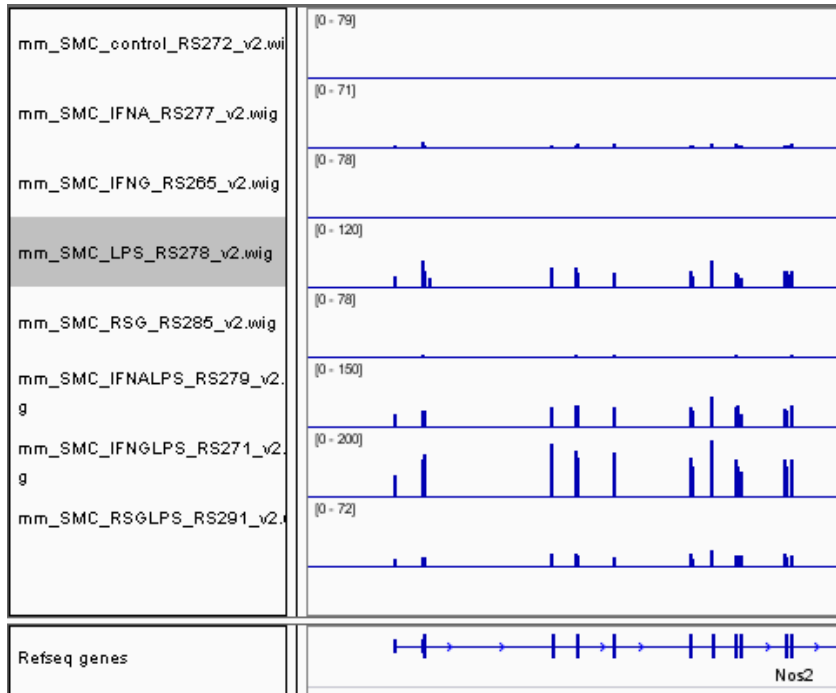 [0 - 79]
mm_SMC_control_RS272_v2.wi
[0 - 71]
mm_SMC_IFNA_RS277_v2.wig
[0 - 78]
mm_SMC_IFNG_RS265_v2.wig
[0 - 120]
mm_SMC_LPS_RS278_v2.wig
[0 - 78]
mm_SMC_RSG_RS285_v2.wig
[0 - 150]
mm_SMC_IFNALPS_RS279_v2.
g
[0 - 200]
mm_SMC_IFNGLPS_RS271_v2.
g
[0 - 72]
mm_SMC_RSGLPS_RS291_v2.
Refseq genes
Nos2